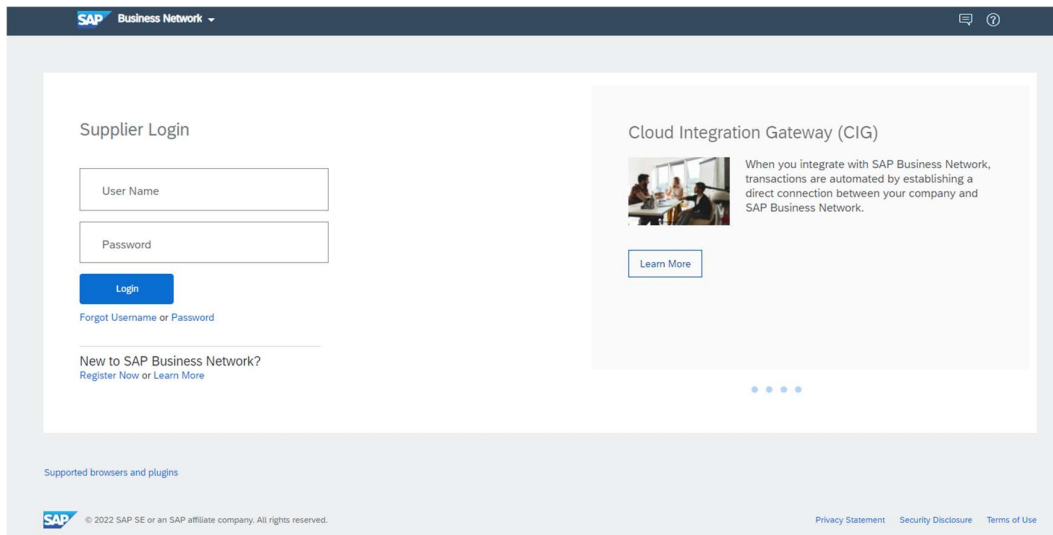 SAP Business Network
Supplier Login
User Name
Password
Login
Forgot Username or Password
New to SAP Business Network?
Register Now or Learn More
Cloud Integration Gateway (CIG)
When you integrate with SAP Business Network,
transactions are automated by establishing a
direct connection between your company and
SAP Business Network.
Learn More
Supported browsers and plugins
SAP © 2022 SAP SE or an SAP affiliate company. All rights reserved.
Privacy Statement Security Disclosure Terms of Use